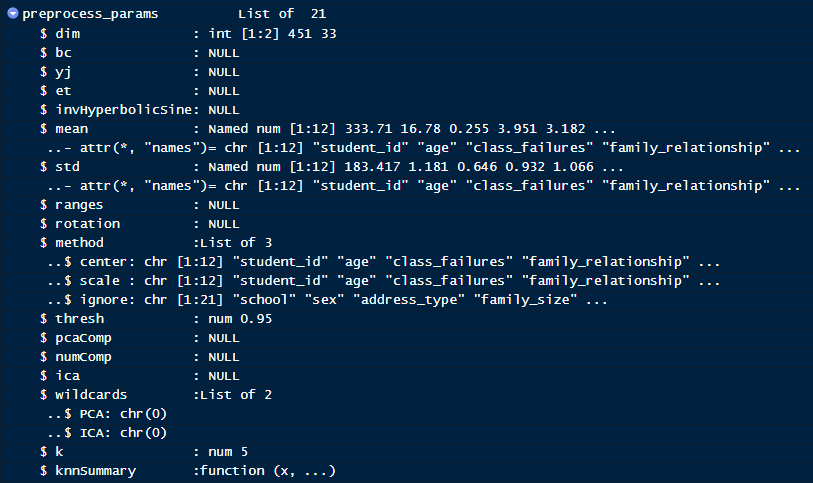 preprocess_params          List of  21
$ dim               : int [1:2] 451 33
$ bc                : NULL
$ yj                : NULL
$ et                : NULL
$ invHyperbolicSine: NULL
$ mean              : Named num [1:12] 333.71 16.78 0.255 3.951 3.182 ...
..- attr(*, "names")= chr [1:12] "student_id" "age" "class_failures" "family_relationship" ...
$ std               : Named num [1:12] 183.417 1.181 0.646 0.932 1.066 ...
..- attr(*, "names")= chr [1:12] "student_id" "age" "class_failures" "family_relationship" ...
$ ranges            : NULL
$ rotation          : NULL
$ method            :List of 3
..$ center: chr [1:12] "student_id" "age" "class_failures" "family_relationship" ...
..$ scale : chr [1:12] "student_id" "age" "class_failures" "family_relationship" ...
..$ ignore: chr [1:21] "school" "sex" "address_type" "family_size" ...
$ thresh            : num 0.95
$ pcaComp           : NULL
$ numComp           : NULL
$ ica               : NULL
$ wildcards         :List of 2
..$ PCA: chr(0)
..$ ICA: chr(0)
$ k                 : num 5
$ knnSummary        :function (x, ...)